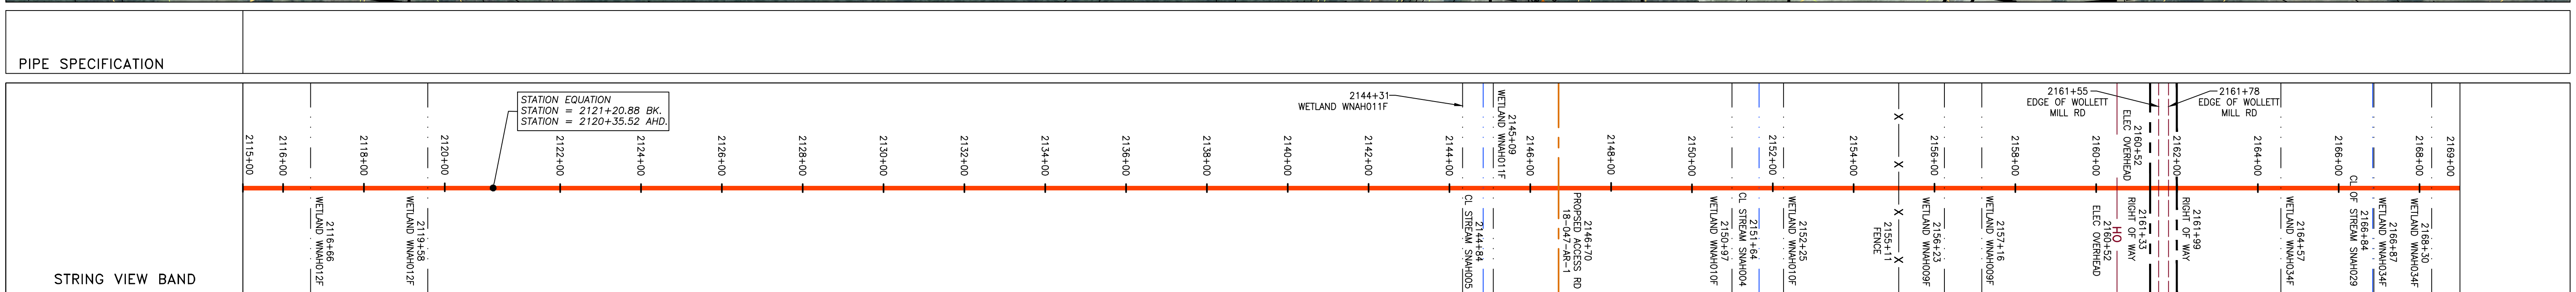 PIPE SPECIFICATION
STRING VIEW BAND
STATION EQUATION
STATION = 2121+20.88 BK.
STATION = 2120+35.52 AHD.
2144+31
WETLAND WNAH011F
2145+09
WETLAND WNAH011F
2161+55
EDGE OF WOLLETT
MILL RD
2161+78
EDGE OF WOLLETT
MILL RD
2160+52
ELEC OVERHEAD
2115+00
2116+00
2118+00
2120+00
2122+00
2124+00
2126+00
2128+00
2130+00
2132+00
2134+00
2136+00
2138+00
2140+00
2142+00
2144+00
2146+00
2148+00
2150+00
2152+00
2154+00
2156+00
2158+00
2160+00
2162+00
2164+00
2166+00
2168+00
2169+00
X
X
X
X
2116+66
WETLAND WNAH012F
2119+58
WETLAND WNAH012F
2144+84
CL STREAM SNAH005
2146+70
PROPSED ACCESS RD
18-047-AR-1
2150+97
WETLAND WNAH010F
2151+64
CL STREAM SNAH004
2152+25
WETLAND WNAH010F
2155+11
FENCE
2156+23
WETLAND WNAH009F
2157+16
WETLAND WNAH009F
2160+52
ELEC OVERHEAD
HO
2161+33
RIGHT OF WAY
2161+99
RIGHT OF WAY
2164+57
WETLAND WNAH034F
2166+84
CL OF STREAM SNAH029
2166+87
WETLAND WNAH034F
2168+30
WETLAND WNAH034F